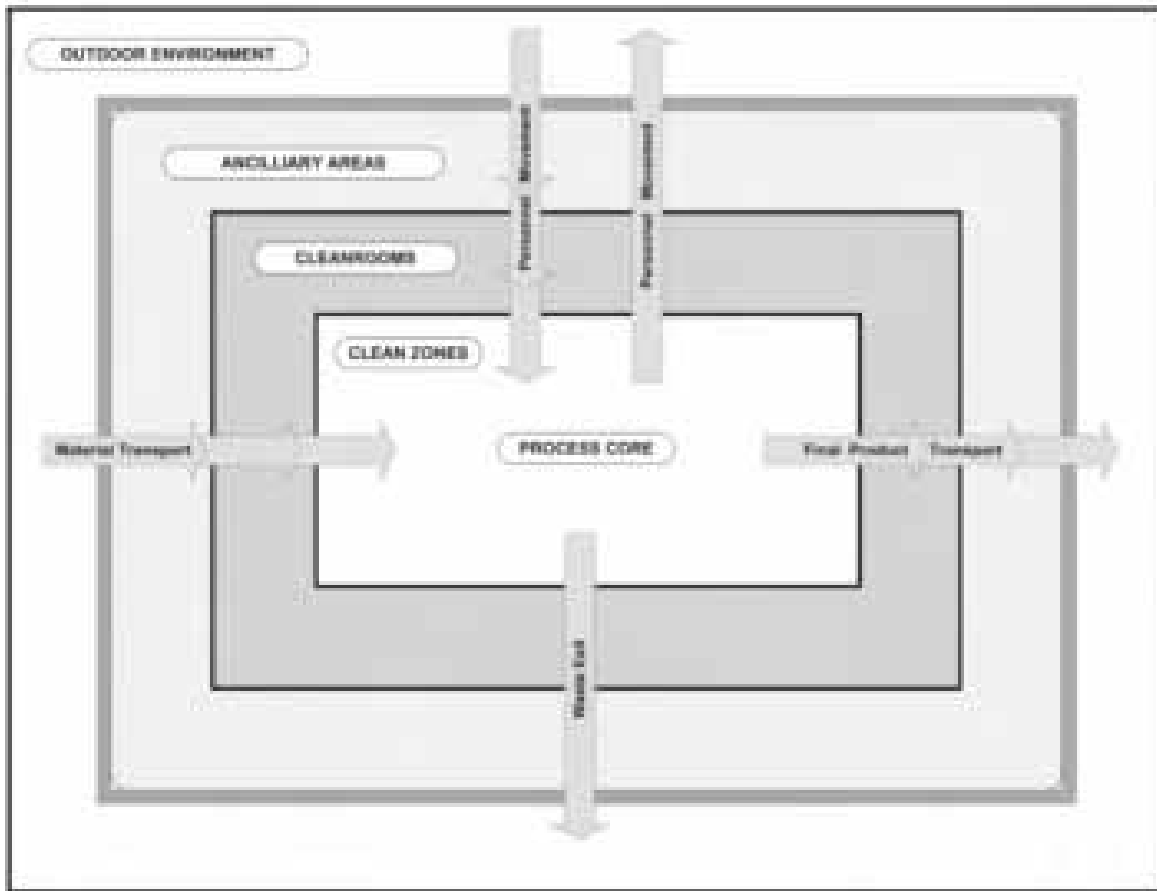 OUTDOOR ENVIRONMENT
ANCILLIARY AREAS
Personnel Movement
Personnel Movement
CLEANROOMS
CLEAN ZONES
Material Transport
PROCESS CORE
Final Product Transport
Waste Exit